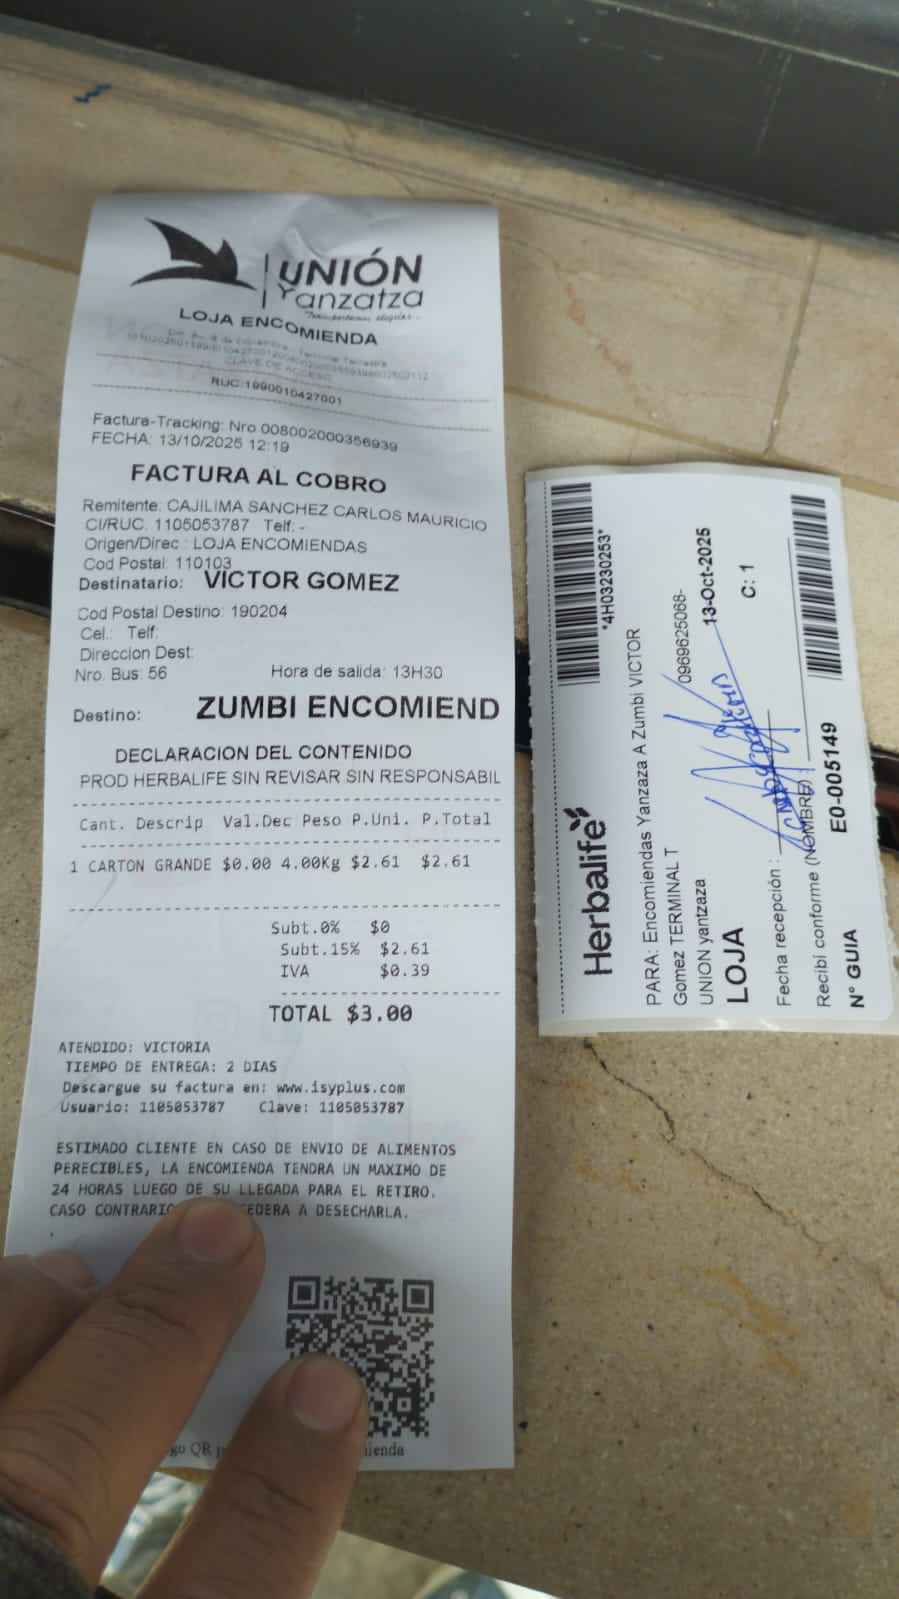 UNIÓN
Yanzatza
LOJA ENCOMIENDA
CLAVE DE ACCESO
RUC:1990010427001
Factura-Tracking: Nro 008002000356939
FECHA: 13/10/2025 12:19
FACTURA AL COBRO
Remitente: CAJILIMA SANCHEZ CARLOS MAURICIO
CI/RUC. 1105053787 Telf: -
Origen/Direc : LOJA ENCOMIENDAS
Cod Postal: 110103
Destinatario: VICTOR GOMEZ
Cod Postal Destino: 190204
Cel.: Telf:
Direccion Dest:
Nro. Bus: 56 Hora de salida: 13H30
Destino: ZUMBI ENCOMIEND
DECLARACION DEL CONTENIDO
PROD HERBALIFE SIN REVISAR SIN RESPONSABIL
Cant. Descrip Val.Dec Peso P.Uni. P.Total
1 CARTON GRANDE $0.00 4.00Kg $2.61 $2.61
Subt.0% $0
Subt.15% $2.61
IVA $0.39
TOTAL $3.00
ATENDIDO: VICTORIA
TIEMPO DE ENTREGA: 2 DIAS
Descargue su factura en: www.isyplus.com
Usuario: 1105053787 Clave: 1105053787
ESTIMADO CLIENTE EN CASO DE ENVIO DE ALIMENTOS
PERECIBLES, LA ENCOMIENDA TENDRA UN MAXIMO DE
24 HORAS LUEGO DE SU LLEGADA PARA EL RETIRO.
CASO CONTRARIO EDERA A DESECHARLA.
QR
Herbalife
*4H03230253*
PARA: Encomiendas Yanzaza A Zumbi VICTOR
Gomez TERMINAL T 0969625068-
UNION yantzaza
LOJA 13-Oct-2025
C: 1
Fecha recepción :
Recibi conforme (NOMBRE) :
N° GUIA E0-005149